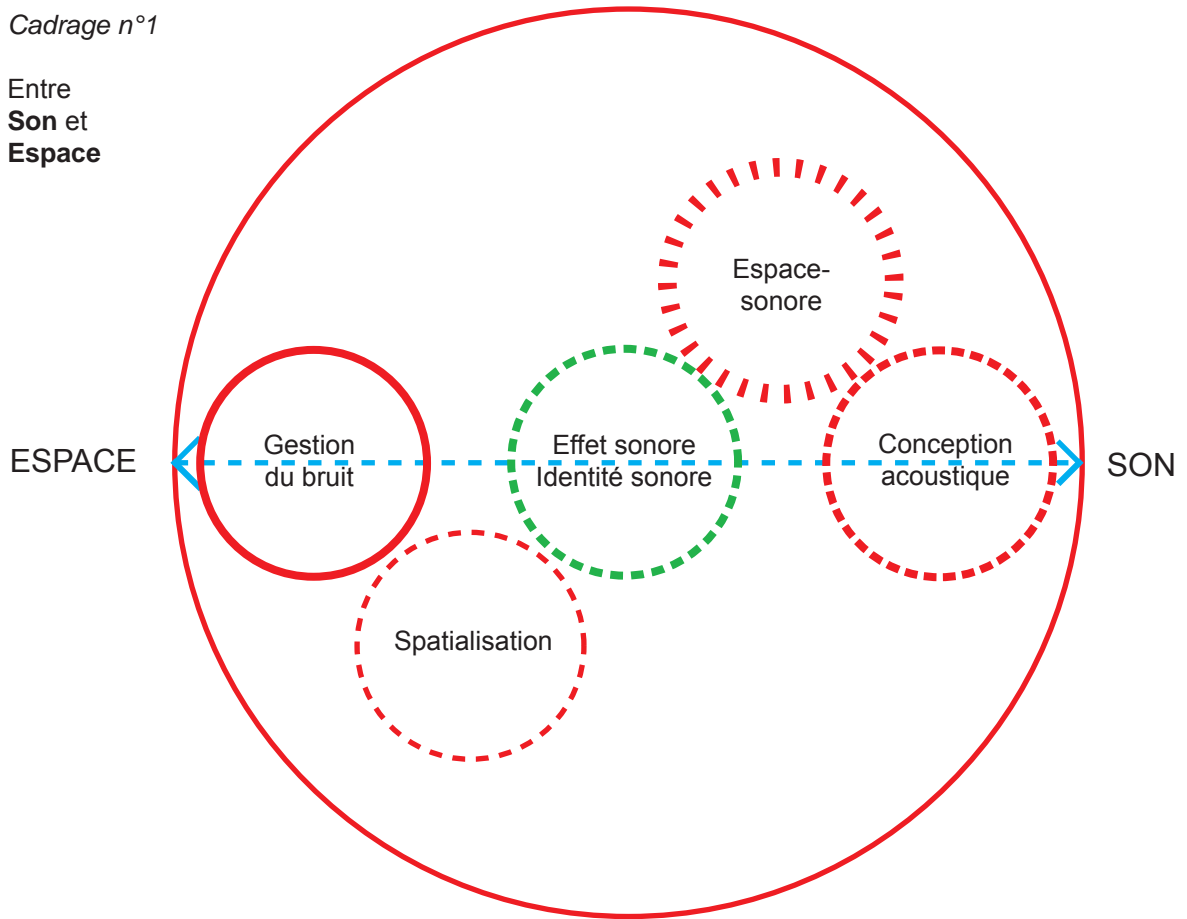 Cadrage n°1
Entre
Son et
Espace
Espace-
sonore
ESPACE
Gestion
du bruit
Effet sonore
Identité sonore
Conception
acoustique
SON
Spatialisation